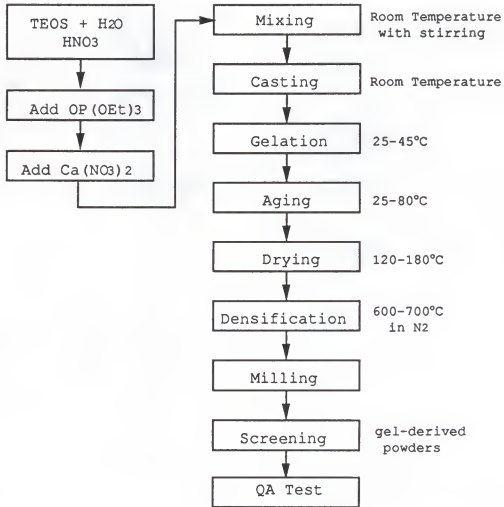 TEOS + H2O
HNO3
Add OP(OEt)3
Add Ca(NO3)2
Mixing
Room Temperature
with stirring
Casting
Room Temperature
Gelation
25-45°C
Aging
25-80°C
Drying
120-180°C
Densification
600-700°C
in N2
Milling
Screening
gel-derived
powders
QA Test